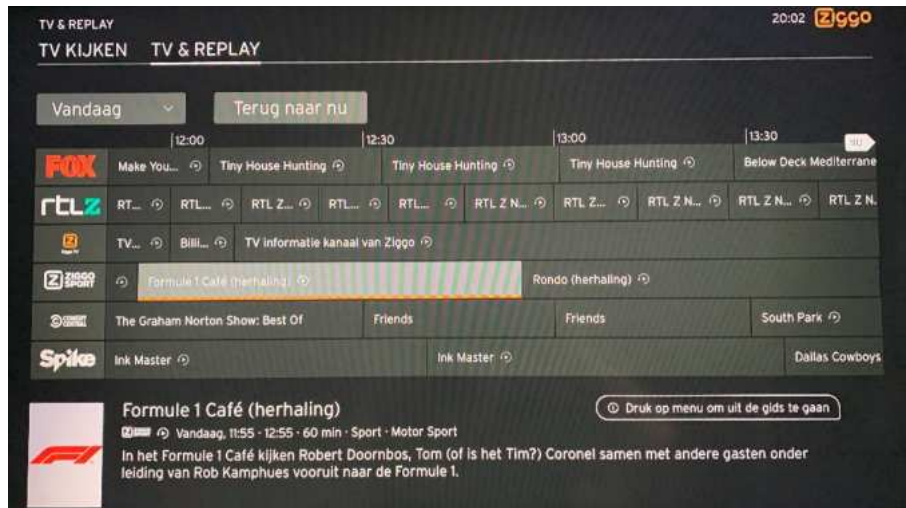 TV & REPLAY
20:02 Ziggo
TV KIJKEN TV & REPLAY
Vandaag Terug naar nu
12:00 12:30 13:00 13:30 NU
FOX Make You... Tiny House Hunting Tiny House Hunting Tiny House Hunting Below Deck Mediterrane
rtlz RT... RTL... RTL Z... RTL... RTL... RTL Z N... RTL Z... RTL Z N... RTL Z N... RTL Z N.
TV... Billi... TV informatie kanaal van Ziggo
ZIGGO SPORT Formule 1 Café (herhaling) Rondo (herhaling)
COMEDY CENTRAL The Graham Norton Show: Best Of Friends Friends South Park
Spike Ink Master Ink Master Dallas Cowboys
Formule 1 Café (herhaling)
Druk op menu om uit de gids te gaan
Vandaag, 11:55 - 12:55 · 60 min · Sport · Motor Sport
In het Formule 1 Café kijken Robert Doornbos, Tom (of is het Tim?) Coronel samen met andere gasten onder
leiding van Rob Kamphues vooruit naar de Formule 1.